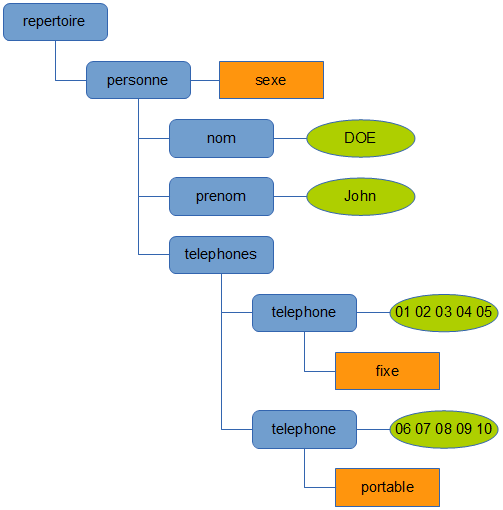 repertoire
personne
sexe
nom
DOE
prenom
John
telephones
telephone
01 02 03 04 05
fixe
telephone
06 07 08 09 10
portable